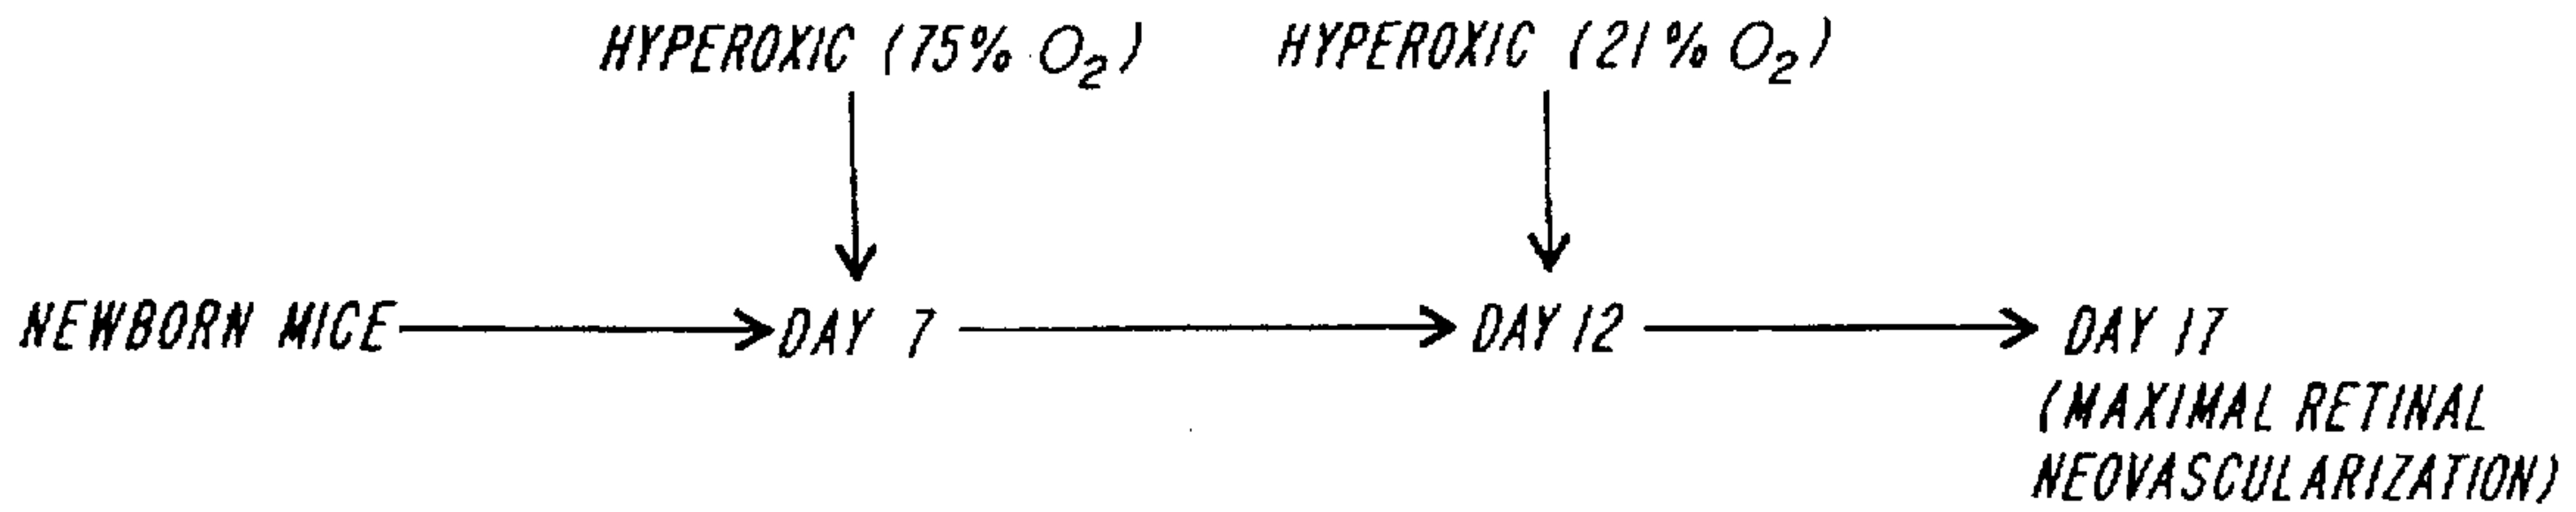 HYPEROXIC (75% O₂) HYPEROXIC (21% O₂)
NEWBORN MICE DAY 7 DAY 12 DAY 17
(MAXIMAL RETINAL
NEOVASCULARIZATION)